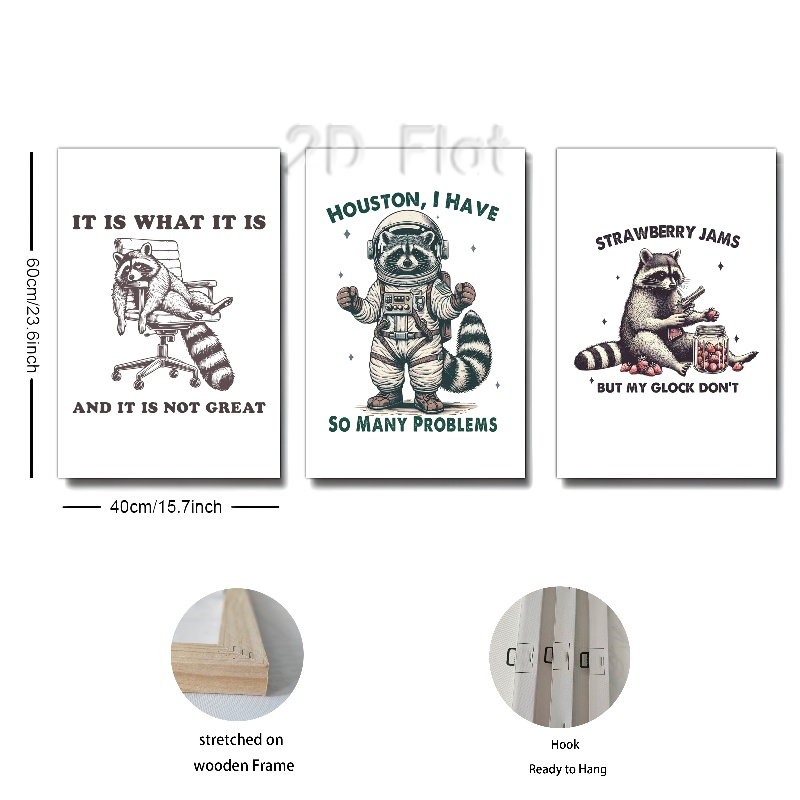 2D Flat
60cm/23.6inch
IT IS WHAT IT IS
AND IT IS NOT GREAT
HOUSTON, I HAVE
SO MANY PROBLEMS
STRAWBERRY JAMS
BUT MY GLOCK DON'T
40cm/15.7inch
stretched on
wooden Frame
Hook
Ready to Hang